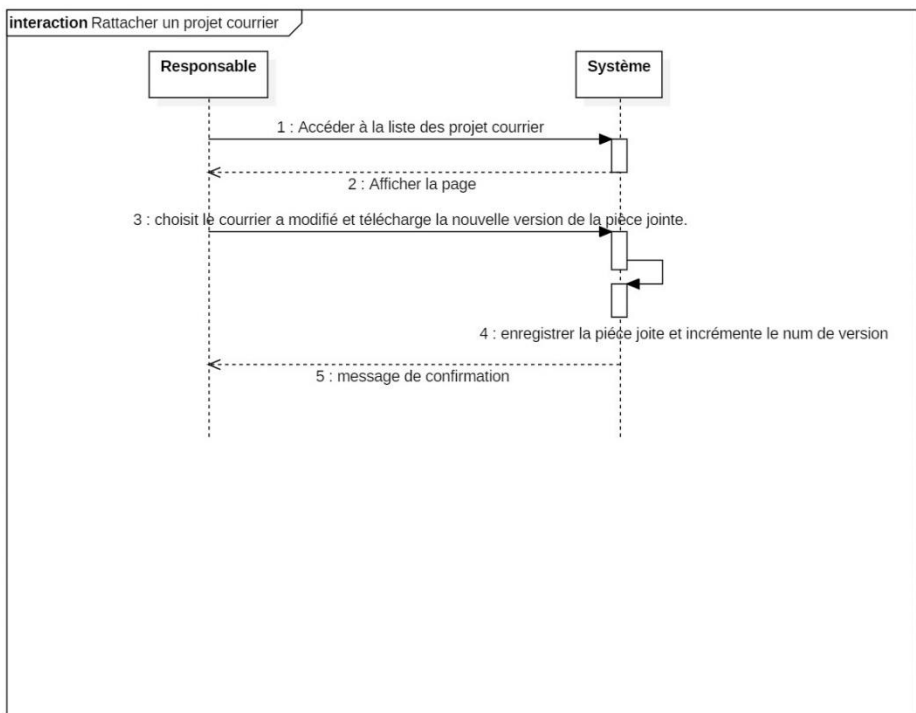 interaction Rattacher un projet courrier
Responsable
Système
1 : Accéder à la liste des projet courrier
2 : Afficher la page
3 : choisit le courrier a modifié et télécharge la nouvelle version de la pièce jointe.
4 : enregistrer la piéce joite et incrémente le num de version
5 : message de confirmation